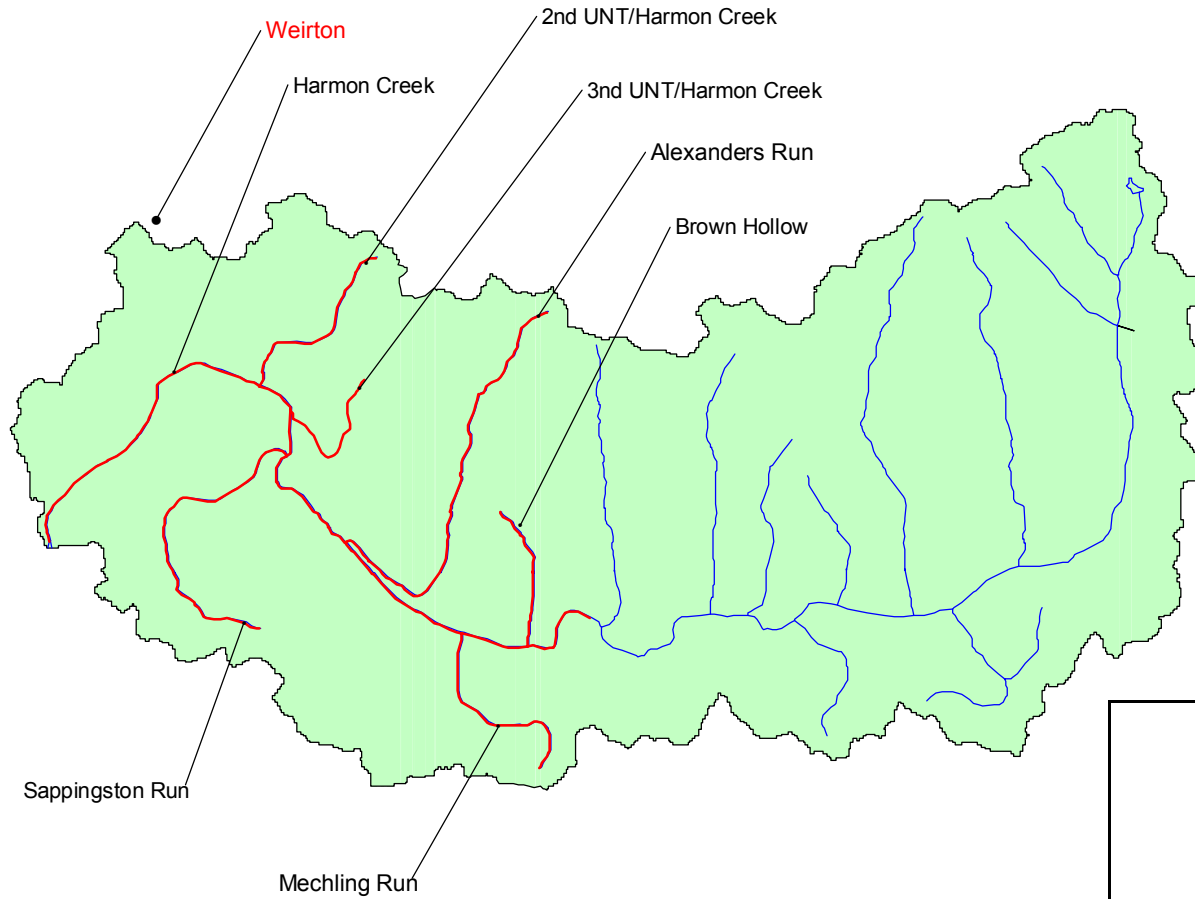 2nd UNT/Harmon Creek
Weirton
Harmon Creek
3nd UNT/Harmon Creek
Alexanders Run
Brown Hollow
Sappingston Run
Mechling Run